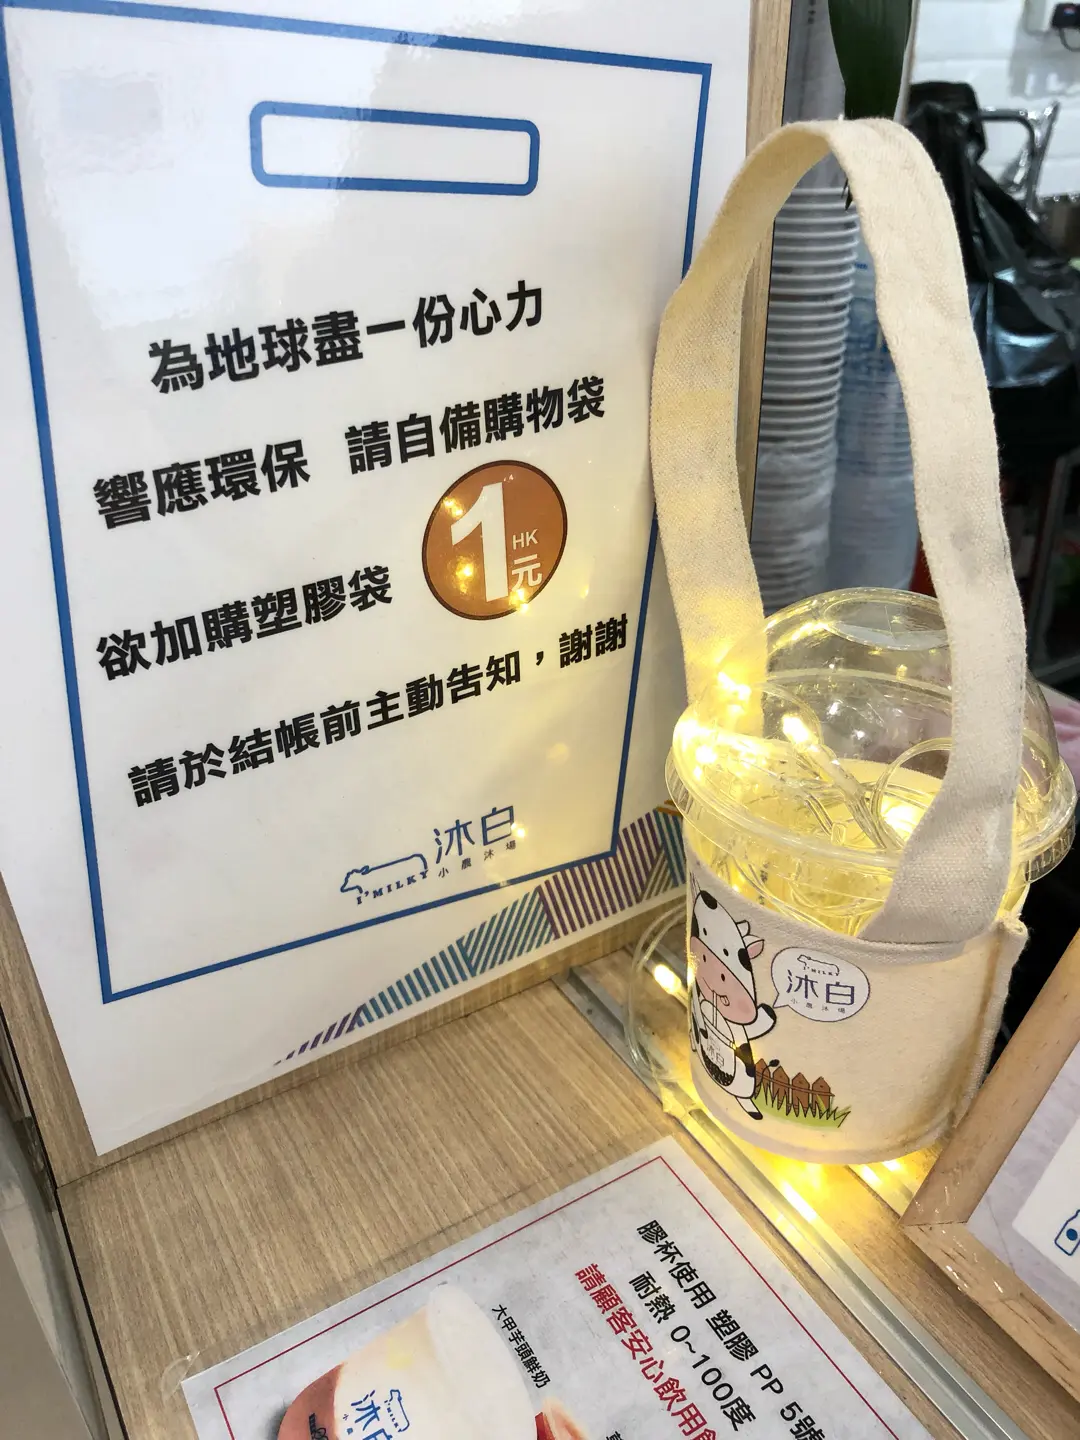 為地球盡一份心力
響應環保 請自備購物袋
欲加購塑膠袋 1 HK 元
請於結帳前主動告知，謝謝
沐白
I'MILKY 小農沐場
I'MILKY
沐白
小農沐場
沐白
膠杯使用 塑膠 PP 5號
耐熱 0~100度
請顧客安心飲用
大甲芋頭鮮奶
沐白